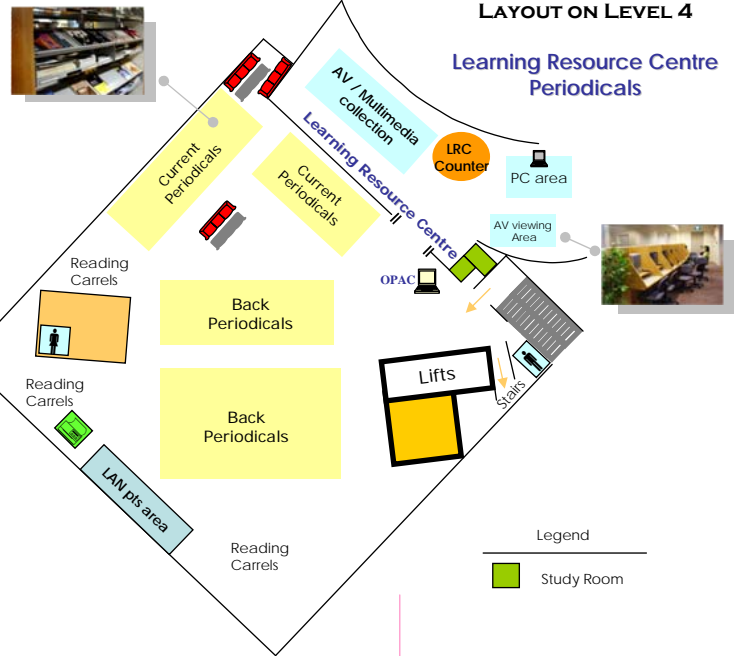 LAYOUT ON LEVEL 4
Learning Resource Centre
Periodicals
AV / Multimedia
collection
Learning Resource Centre
LRC
Counter
PC area
AV viewing
Area
Current
Periodicals
Current
Periodicals
OPAC
Reading
Carrels
Back
Periodicals
Lifts
Stairs
Reading
Carrels
Back
Periodicals
LAN pts area
Reading
Carrels
Legend
Study Room